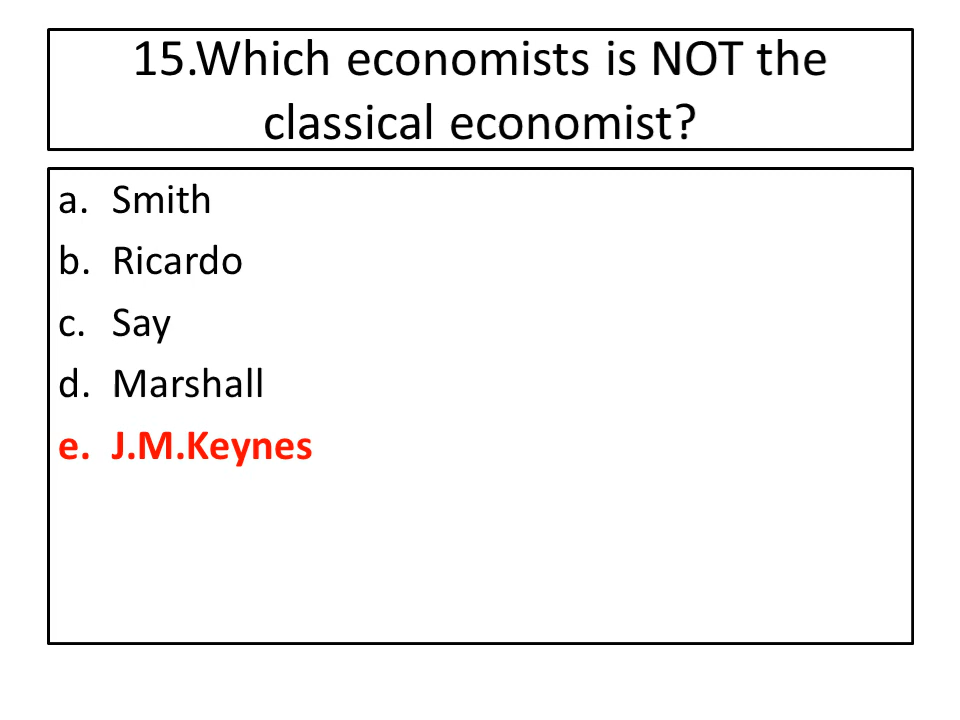 15.Which economists is NOT the
classical economist?
a. Smith
b. Ricardo
c. Say
d. Marshall
e. J.M.Keynes